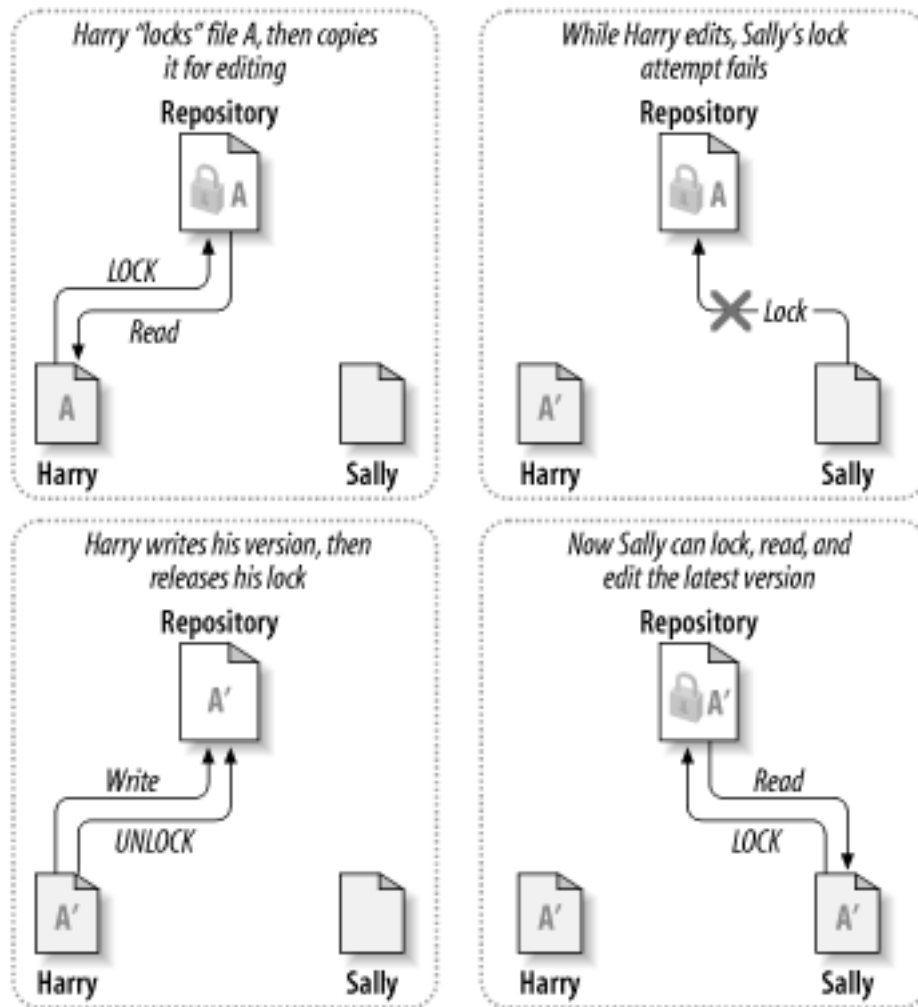 Harry “locks” file A, then copies
it for editing
Repository
A
LOCK
Read
A
Harry
Sally
While Harry edits, Sally’s lock
attempt fails
Repository
A
Lock
A′
Harry
Sally
Harry writes his version, then
releases his lock
Repository
A′
Write
UNLOCK
A′
Harry
Sally
Now Sally can lock, read, and
edit the latest version
Repository
A′
Read
LOCK
A′
A′
Harry
Sally